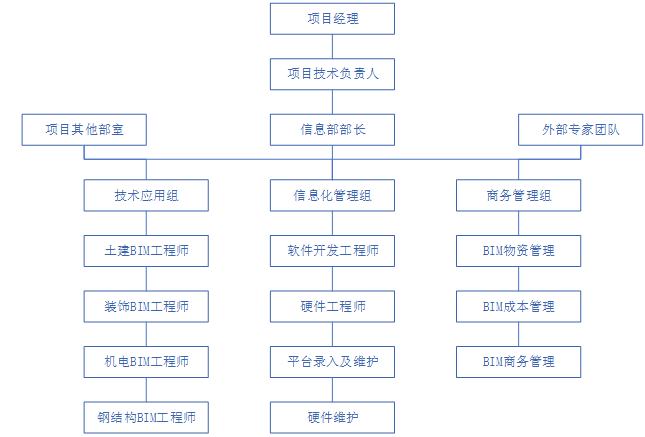 项目经理
项目技术负责人
项目其他部室
信息部部长
外部专家团队
技术应用组
信息化管理组
商务管理组
土建BIM工程师
软件开发工程师
BIM物资管理
装饰BIM工程师
硬件工程师
BIM成本管理
机电BIM工程师
平台录入及维护
BIM商务管理
钢结构BIM工程师
硬件维护